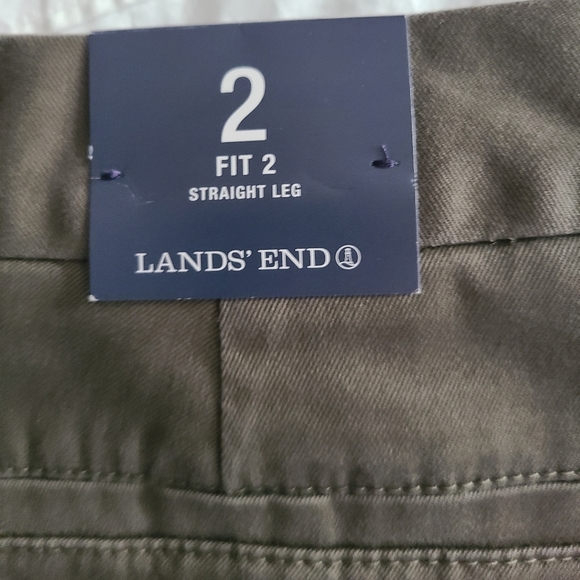 2
FIT 2
STRAIGHT LEG
LANDS' END